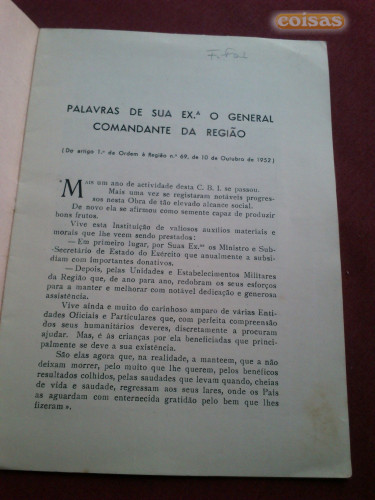 coisas
PALAVRAS DE SUA EX.ª O GENERAL
COMANDANTE DA REGIÃO
(Do artigo 1.º da Ordem à Região n.º 69, de 10 de Outubro de 1953)
«MAIS um ano de actividade desta C. B. I. se passou.
Mais uma vez se registaram notáveis progres-
sos nesta Obra de tão elevado alcance social.
De novo ela se afirmou como semente capaz de produzir
bons frutos.
Vive esta Instituição de valiosos auxílios materiais e
morais que lhe veem sendo prestados:
— Em primeiro lugar, por Suas Ex.ªˢ os Ministro e Sub-
-Secretário de Estado do Exército que anualmente a subsi-
diam com importantes donativos.
— Depois, pelas Unidades e Estabelecimentos Militares
da Região que, de ano para ano, redobram os seus esforços
para a manter e melhorar com notável dedicação e generosa
assistência.
Vive ainda e muito do carinhoso amparo de várias Enti-
dades Oficiais e Particulares que, com perfeita compreensão
dos seus humanitários deveres, discretamente a procuram
ajudar. Mas, é às crianças por ela beneficiadas que princi-
palmente se deve a sua existência.
São elas agora que, na realidade, a manteem, que a não
deixam morrer, pelo muito que lhe querem, pelos benéficos
resultados colhidos, pelas saudades que levam quando, cheias
de vida e saudade, regressam aos seus lares, onde os Pais
as aguardam com enternecida gratidão pelo bem que lhes
fizeram».